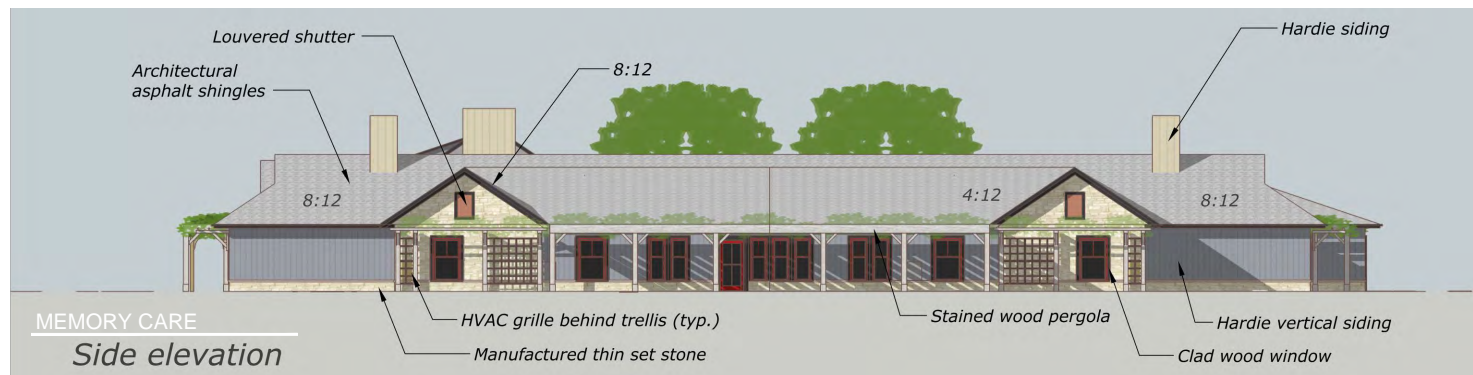 Louvered shutter
Hardie siding
Architectural
asphalt shingles
8:12
8:12
4:12
8:12
HVAC grille behind trellis (typ.)
Stained wood pergola
Hardie vertical siding
Manufactured thin set stone
Clad wood window
MEMORY CARE
Side elevation